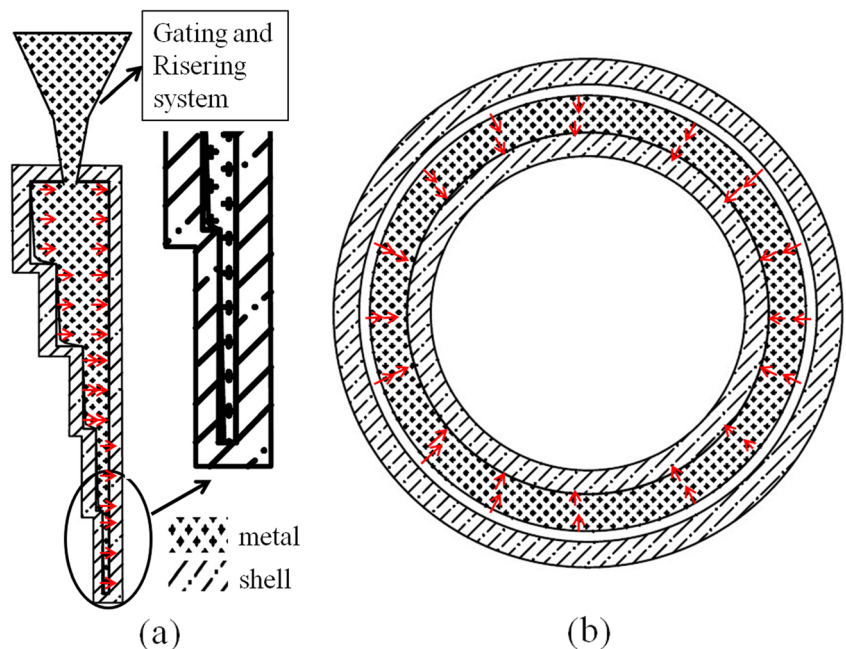 Gating and
Risering
system
metal
shell
(a)
(b)